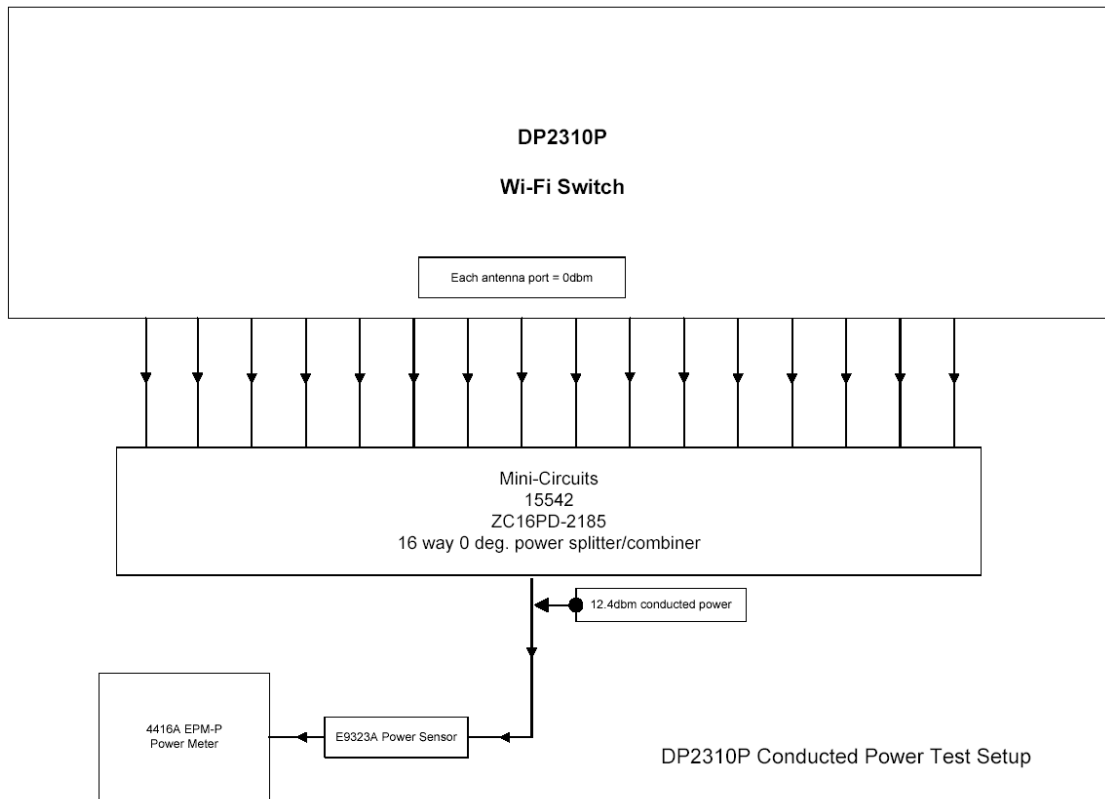 DP2310P
Wi-Fi Switch
Each antenna port = 0dbm
Mini-Circuits
15542
ZC16PD-2185
16 way 0 deg. power splitter/combiner
12.4dbm conducted power
4416A EPM-P
Power Meter
E9323A Power Sensor
DP2310P Conducted Power Test Setup